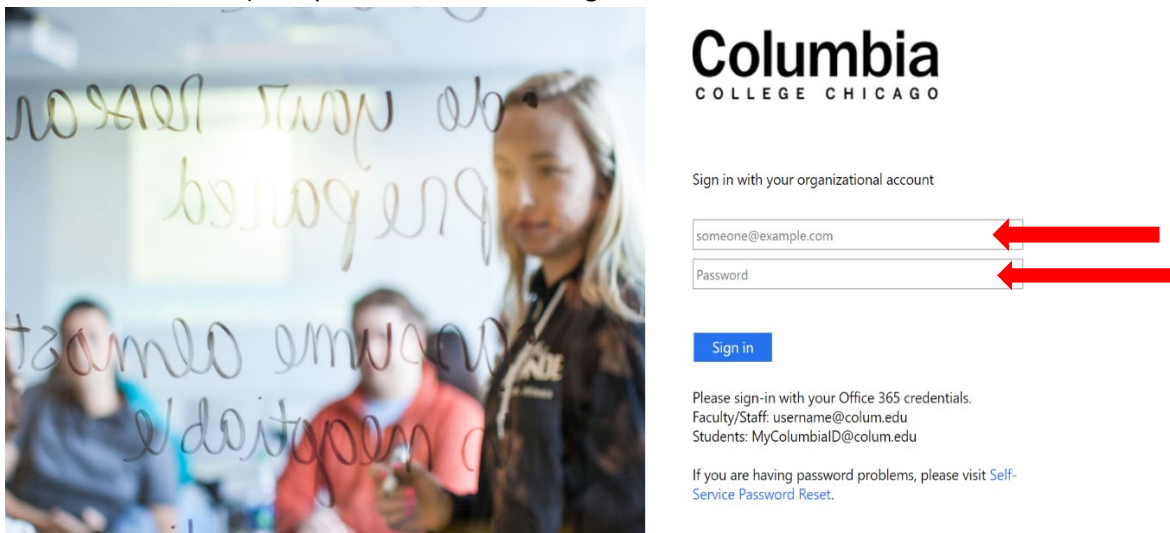 do your
prepared
assume almost
negotiable
Columbia
COLLEGE CHICAGO
Sign in with your organizational account
someone@example.com
Password
Sign in
Please sign-in with your Office 365 credentials.
Faculty/Staff: username@colum.edu
Students: MyColumbiaID@colum.edu
If you are having password problems, please visit Self-
Service Password Reset.